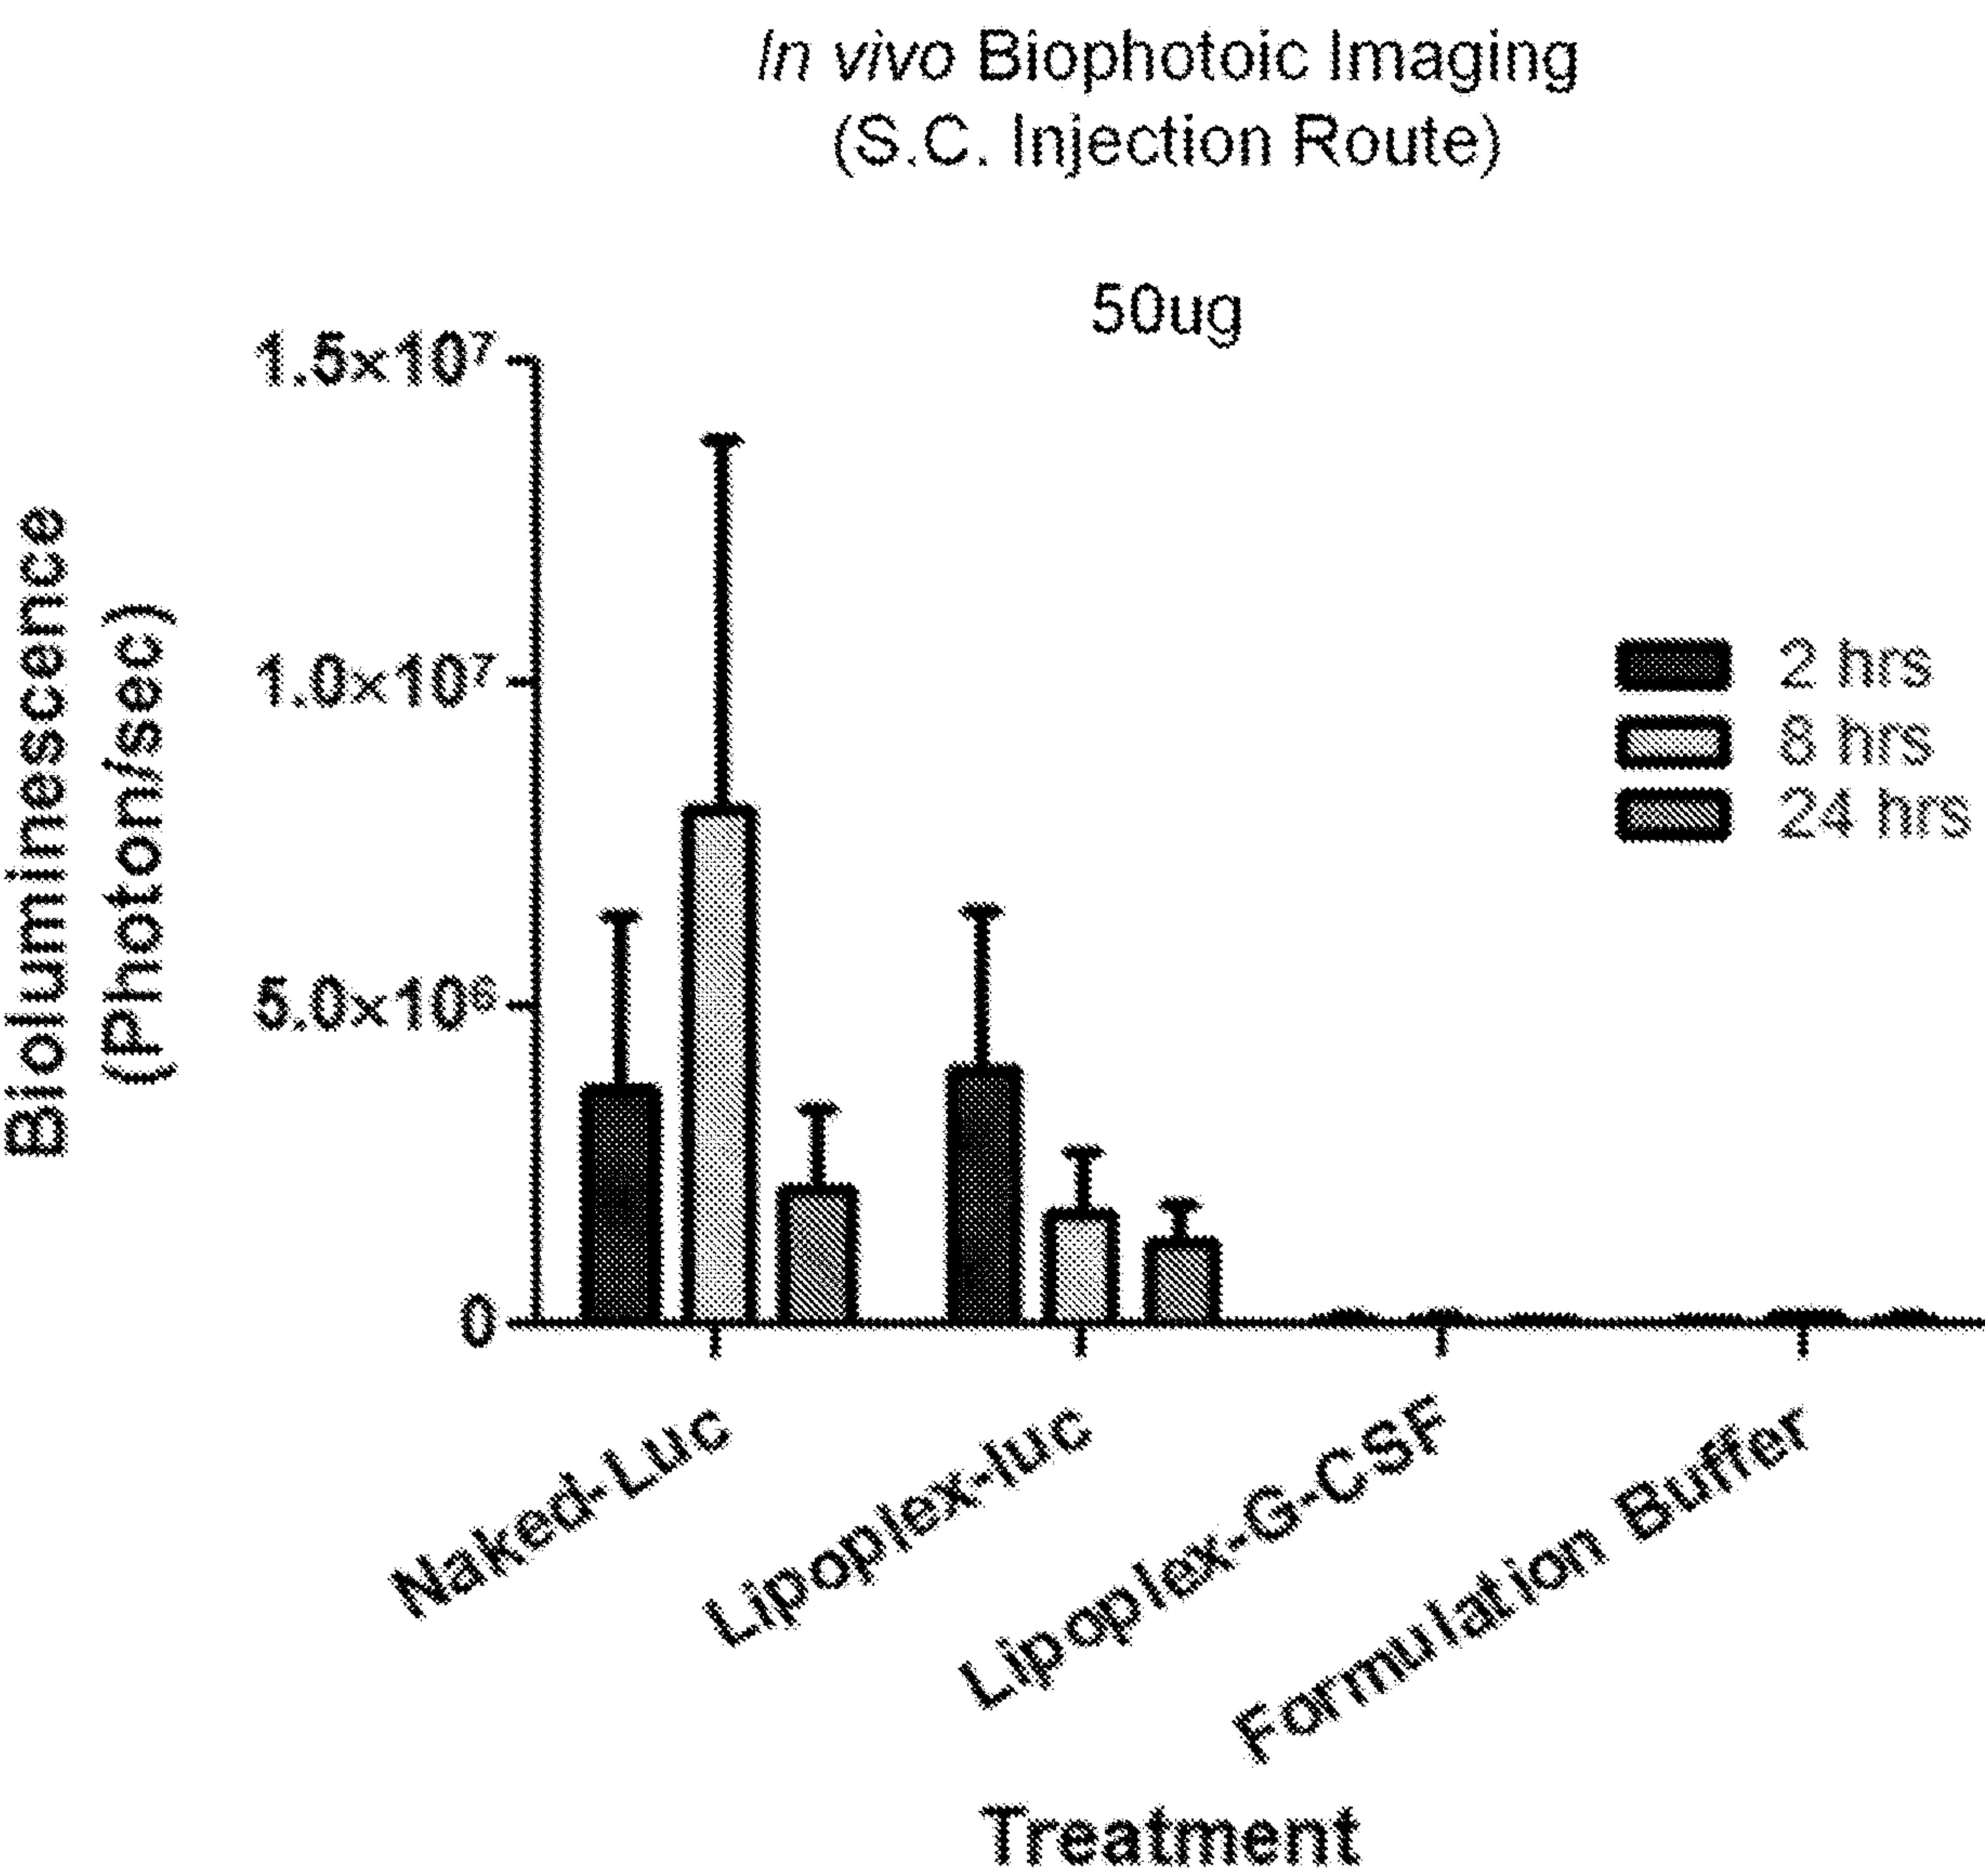 In vivo Biophotoic Imaging
(S.C. Injection Route)
50ug
Bioluminescence
(Photon/sec)
1.5×10⁷
1.0×10⁷
5.0×10⁶
0
2 hrs
8 hrs
24 hrs
Naked-Luc
Lipoplex-luc
Lipoplex-G-CSF
Formulation Buffer
Treatment